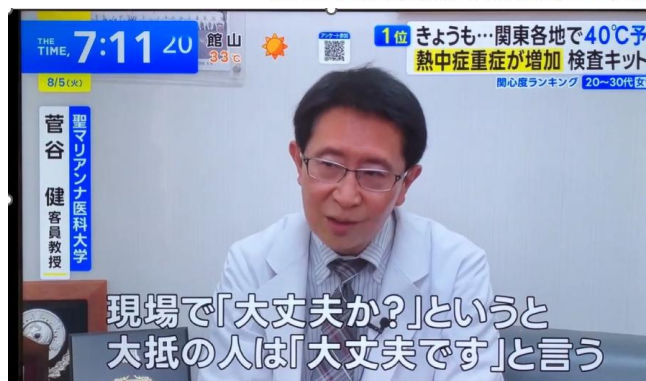 THE TIME, 7:11 20
館山
33℃
アンケート参加
8/5(火)
1位 きょうも…関東各地で40℃予
熱中症重症が増加 検査キット
関心度ランキング 20〜30代女
聖マリアンナ医科大学
菅谷 健 客員教授
現場で「大丈夫か?」というと
大抵の人は「大丈夫です」と言う